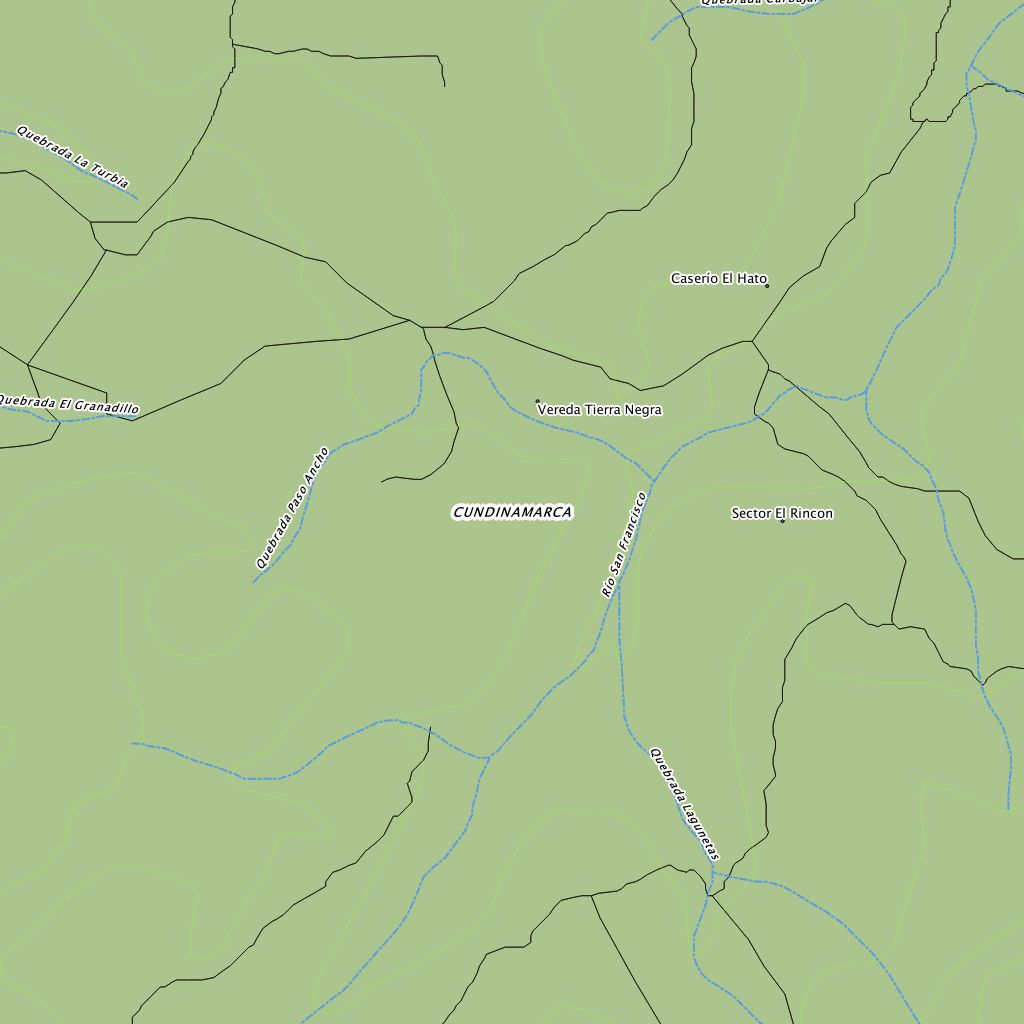 Quebrada Carbajal
Quebrada La Turbia
Caserío El Hato
Quebrada El Granadillo
Vereda Tierra Negra
Quebrada Paso Ancho
CUNDINAMARCA
Sector El Rincon
Río San Francisco
Quebrada Lagunetas